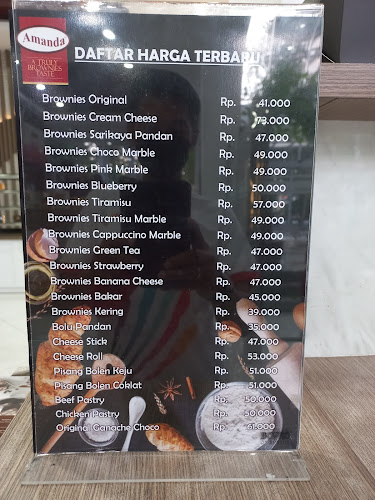 Amanda
A TRULY
BROWNIES
TASTE
DAFTAR HARGA TERBARU
Brownies Original Rp. 41.000
Brownies Cream Cheese Rp. 73.000
Brownies Sarikaya Pandan Rp. 47.000
Brownies Choco Marble Rp. 49.000
Brownies Pink Marble Rp. 49.000
Brownies Blueberry Rp. 50.000
Brownies Tiramisu Rp. 57.000
Brownies Tiramisu Marble Rp. 49.000
Brownies Cappuccino Marble Rp. 49.000
Brownies Green Tea Rp. 47.000
Brownies Strawberry Rp. 47.000
Brownies Banana Cheese Rp. 47.000
Brownies Bakar Rp. 45.000
Brownies Kering Rp. 39.000
Bolu Pandan Rp. 35.000
Cheese Stick Rp. 47.000
Cheese Roll Rp. 53.000
Pisang Bolen Keju Rp. 51.000
Pisang Bolen Coklat Rp. 51.000
Beef Pastry Rp. 50.000
Chicken Pastry Rp. 50.000
Original Ganache Choco Rp. 61.000